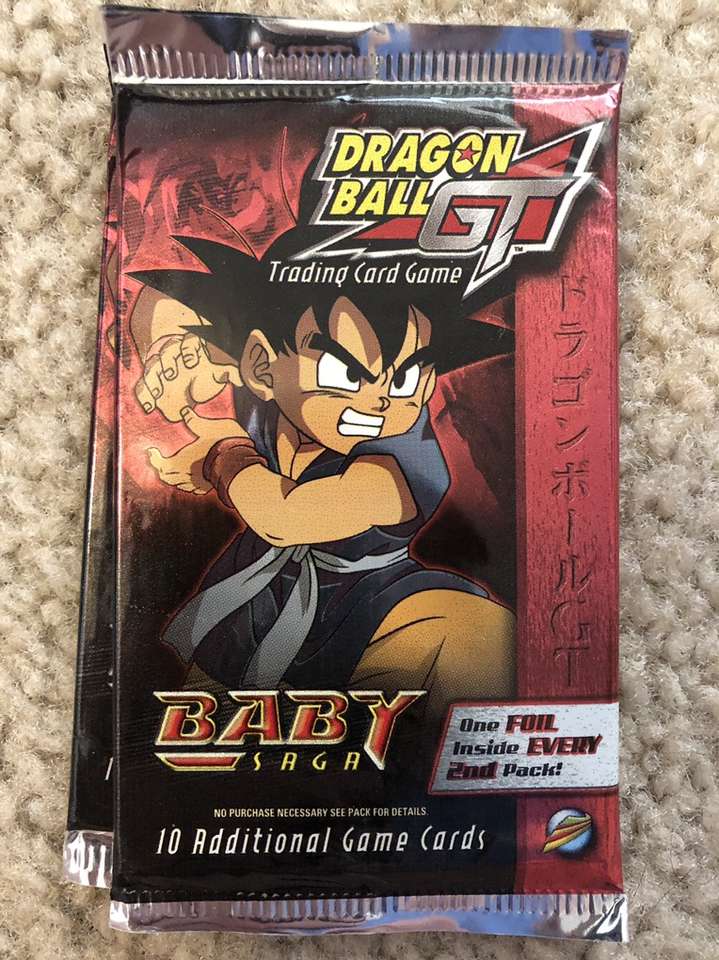 DRAGON
BALL GT
TM
Trading Card Game
ドラゴンボールGT
BABY
SAGA
One FOIL
Inside EVERY
2nd Pack!
NO PURCHASE NECESSARY SEE PACK FOR DETAILS.
10 Additional Game Cards